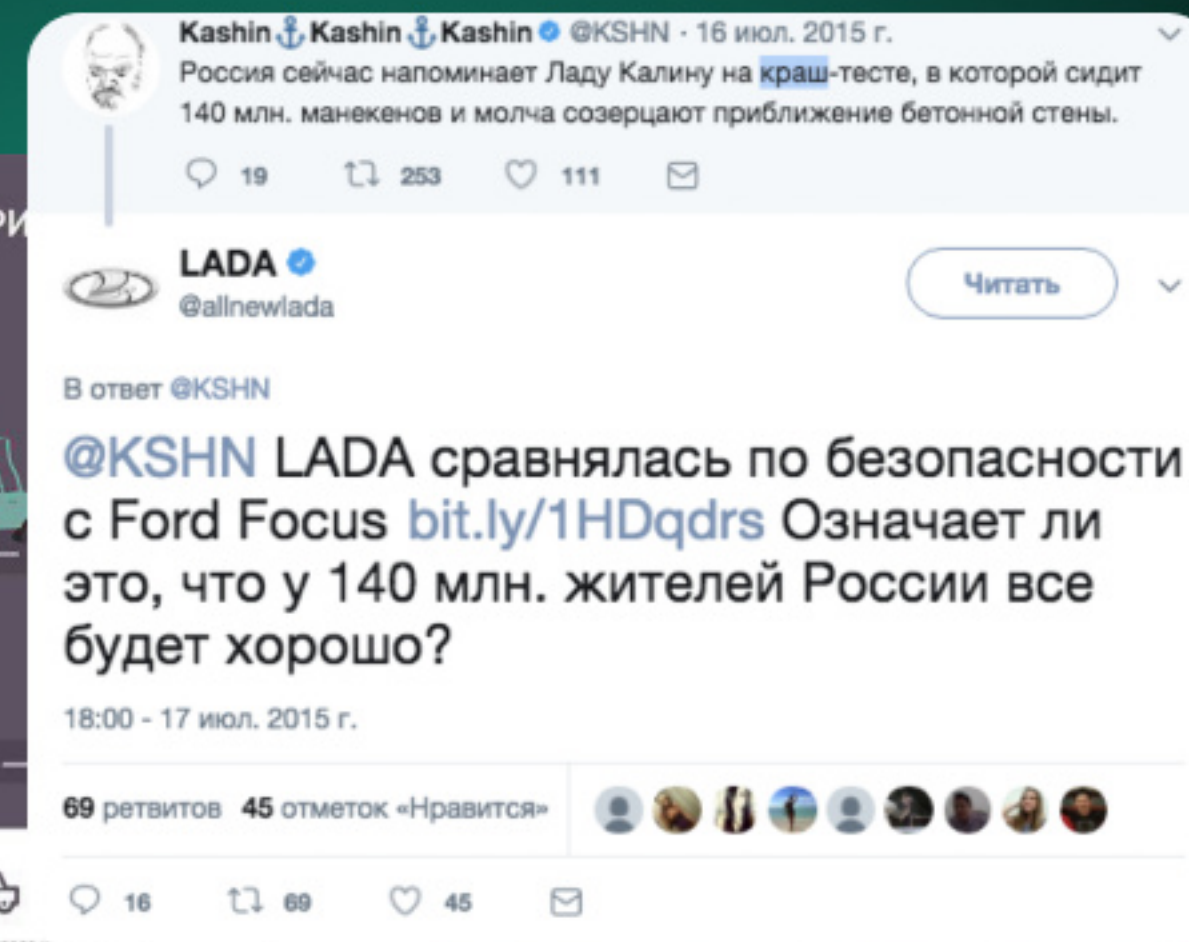 Kashin⚓Kashin⚓Kashin @KSHN · 16 июл. 2015 г.
Россия сейчас напоминает Ладу Калину на краш-тесте, в которой сидит
140 млн. манекенов и молча созерцают приближение бетонной стены.
19 253 111
РИ
LADA
@allnewlada
Читать
В ответ @KSHN
@KSHN LADA сравнялась по безопасности
с Ford Focus bit.ly/1HDqdrs Означает ли
это, что у 140 млн. жителей России все
будет хорошо?
18:00 - 17 июл. 2015 г.
69 ретвитов 45 отметок «Нравится»
16 69 45